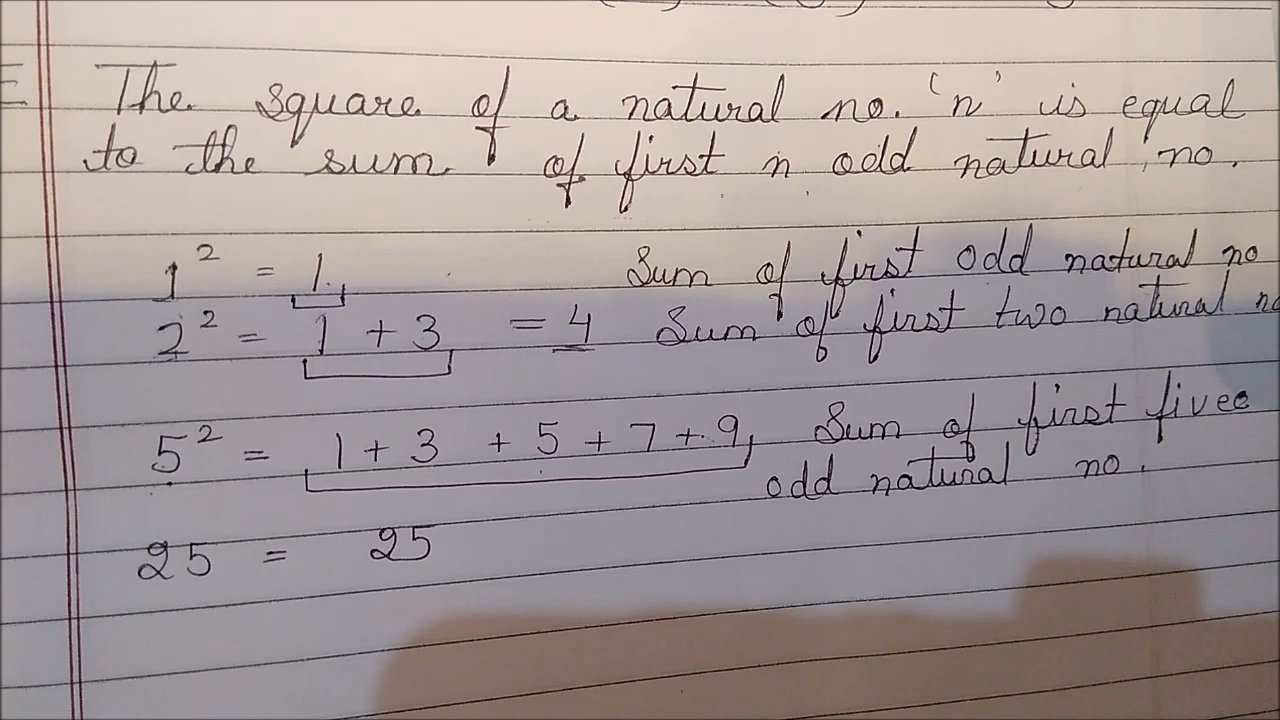 The square of a natural no. 'n' is equal
to the sum of first n odd natural no.
1² = 1 Sum of first odd natural no
2² = 1 + 3 = 4 Sum of first two natural no
5² = 1 + 3 + 5 + 7 + 9, Sum of first fivee
odd natural no.
25 = 25